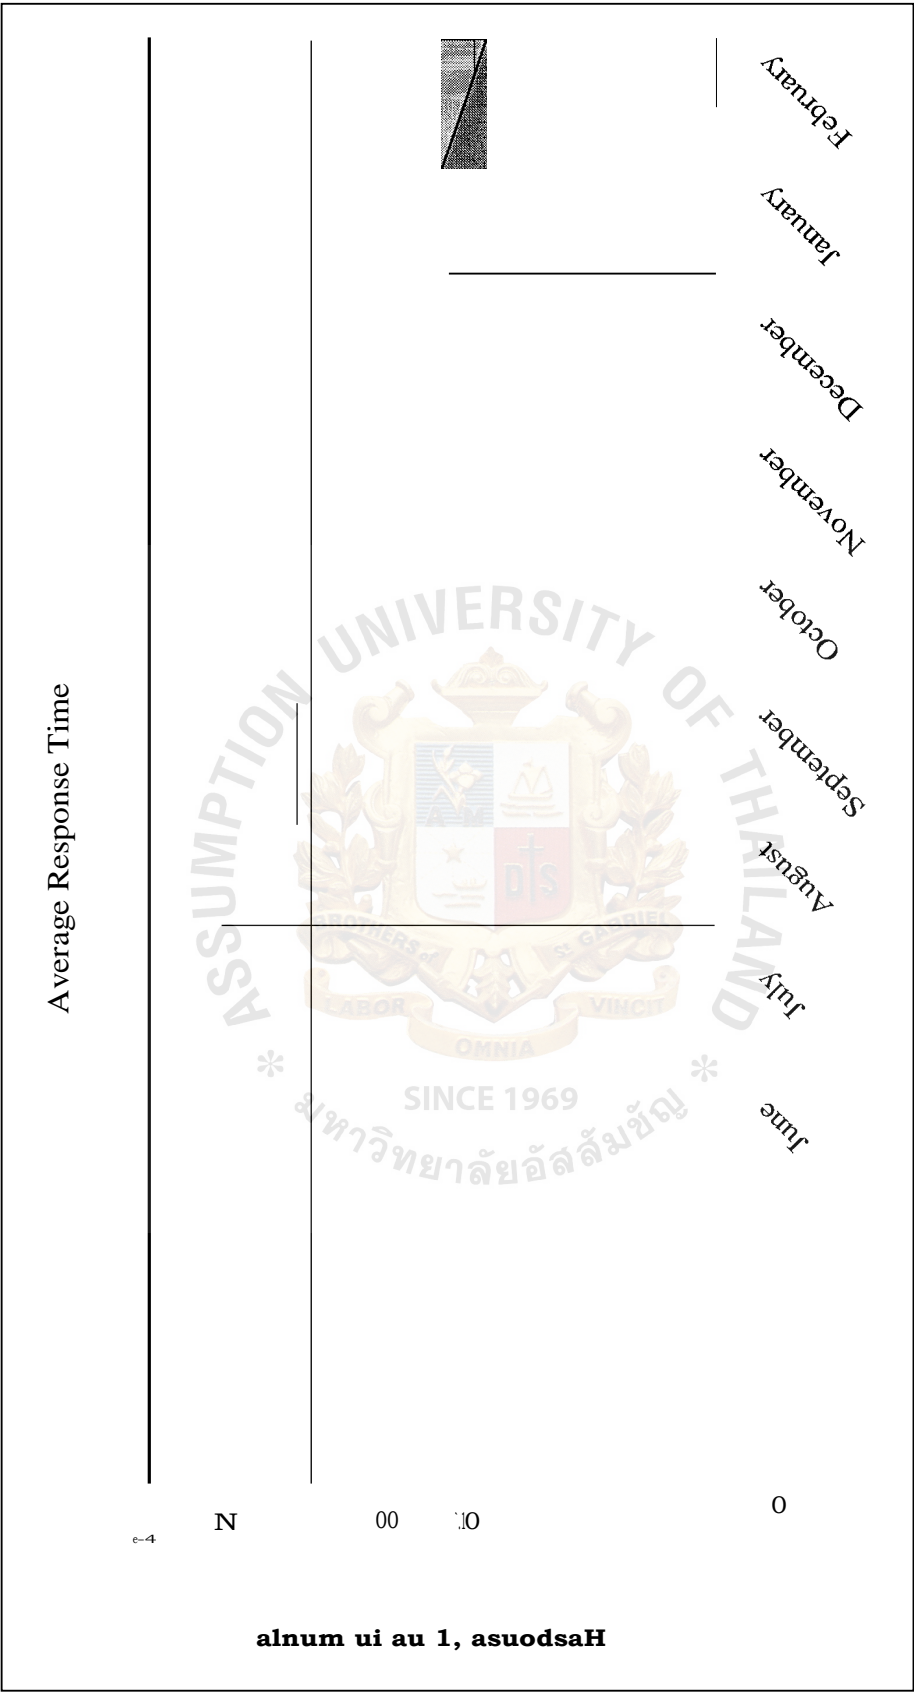 Average Response Time
February
January
December
November
October
September
August
July
June
ASSUMPTION UNIVERSITY OF THAILAND
A M
D S
BROTHERS of St GABRIEL
LABOR
OMNIA
VINCIT
SINCE 1969
มหาวิทยาลัยอัสสัมชัญ
e-4
N
00
0
alnum ui au 1, asuodsaH